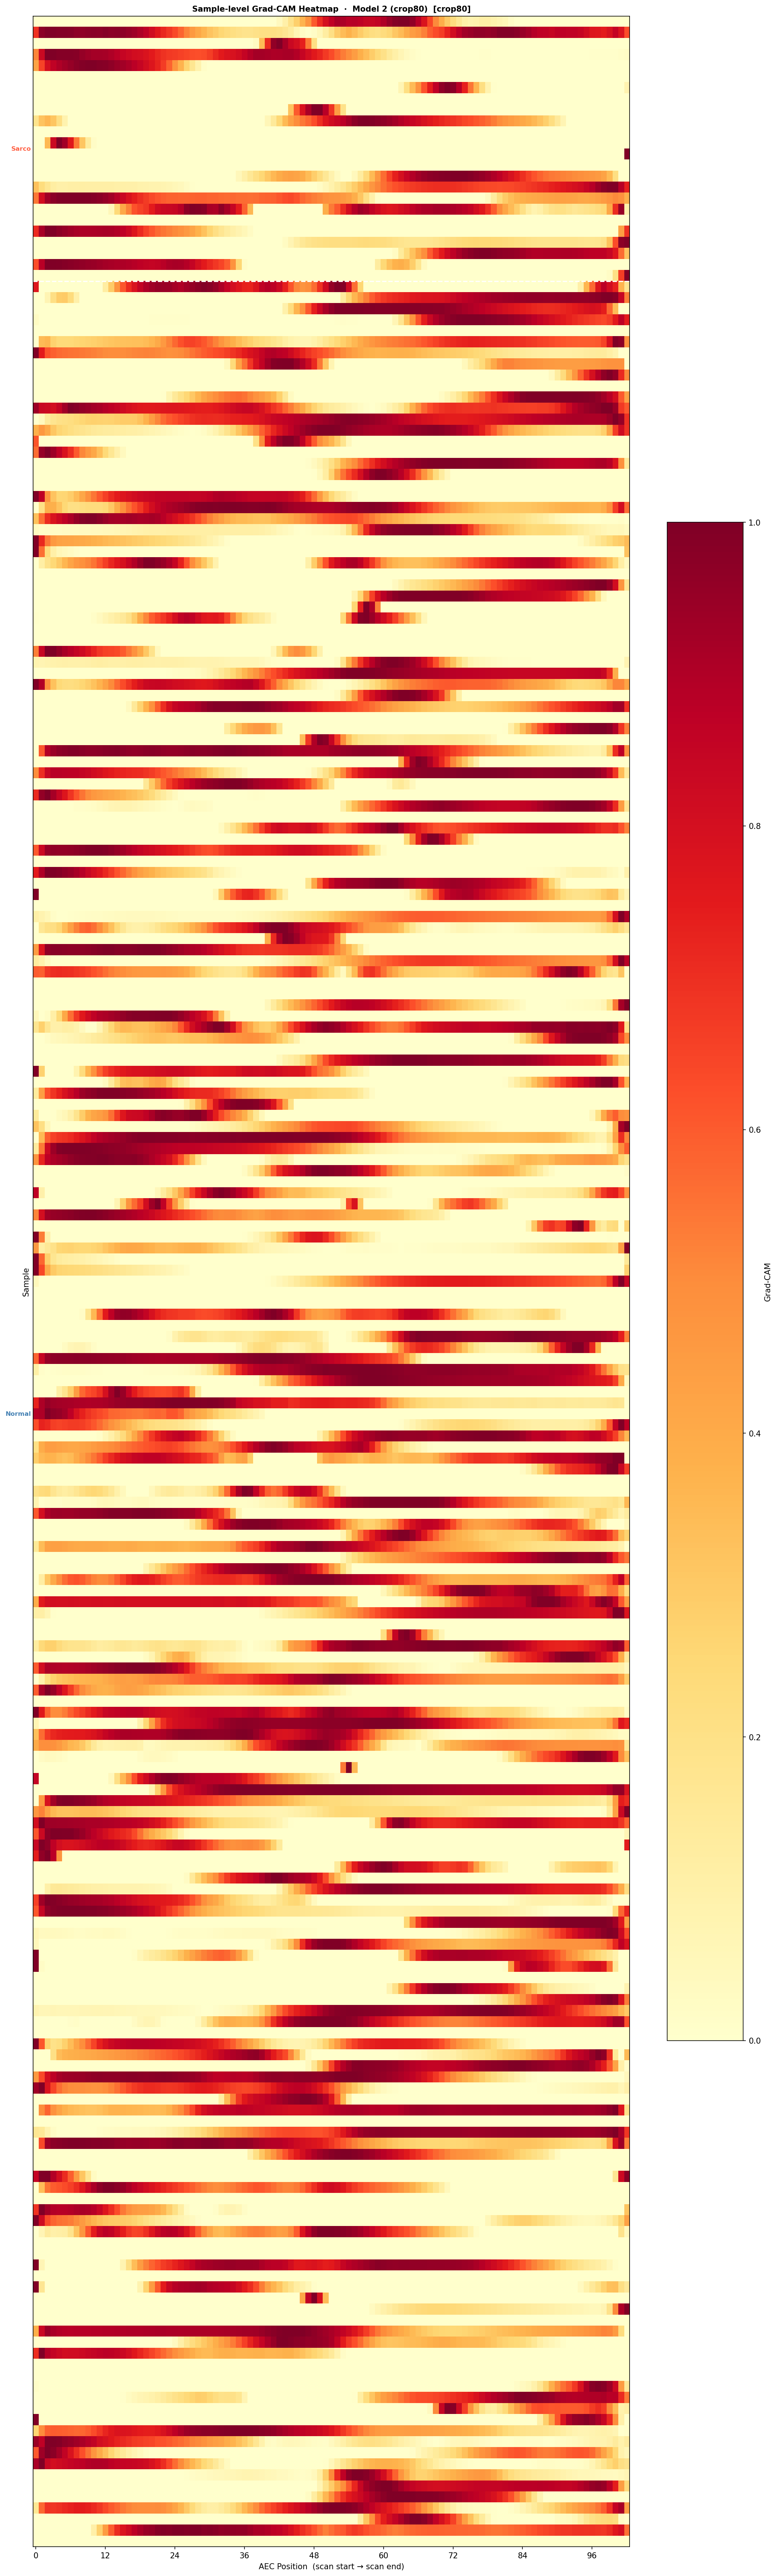 Sample-level Grad-CAM Heatmap · Model 2 (crop80) [crop80]
Sarco
1.0
0.8
0.6
Sample
Grad-CAM
Normal
0.4
0.2
0.0
0 12 24 36 48 60 72 84 96
AEC Position (scan start → scan end)